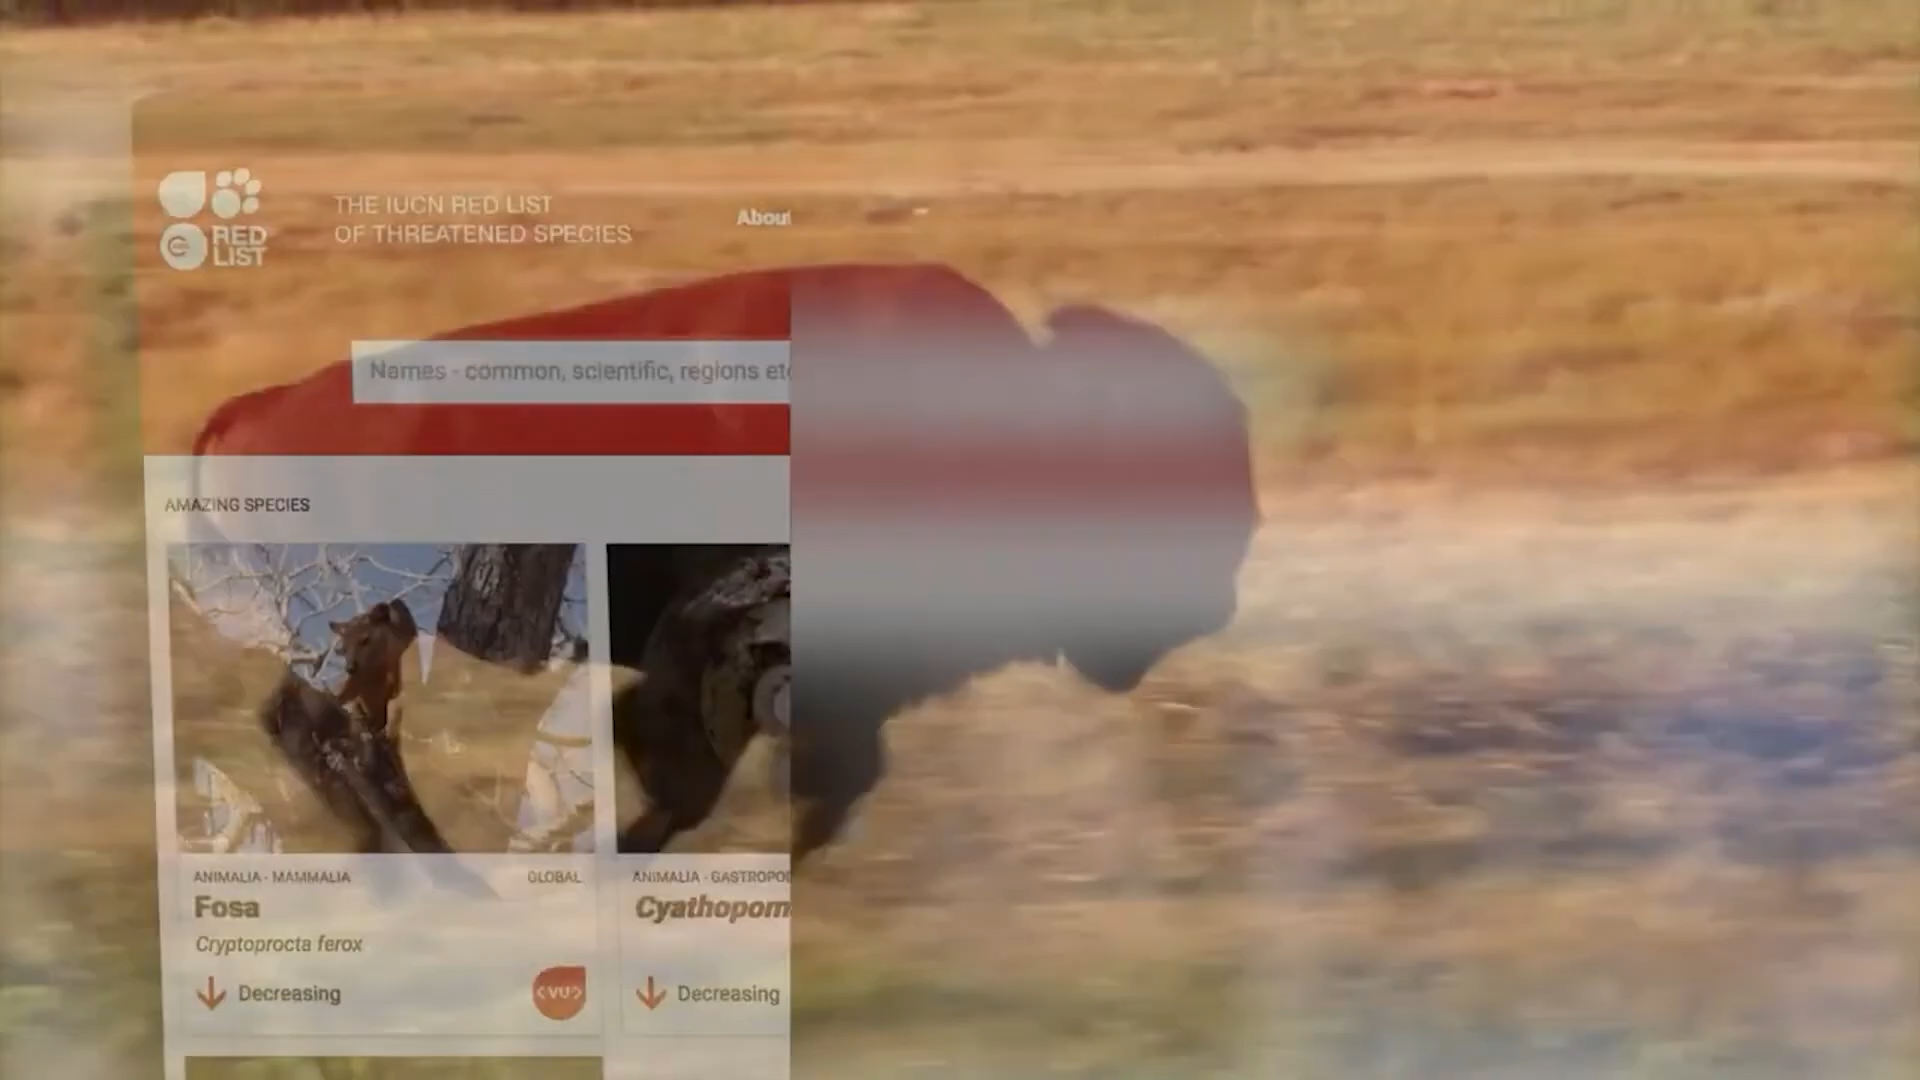 RED
LIST
THE IUCN RED LIST
OF THREATENED SPECIES
About
Names - common, scientific, regions etc
AMAZING SPECIES
ANIMALIA - MAMMALIA
GLOBAL
Fosa
Cryptoprocta ferox
Decreasing
<VU>
ANIMALIA - GASTROPOD
Cyathopom
Decreasing